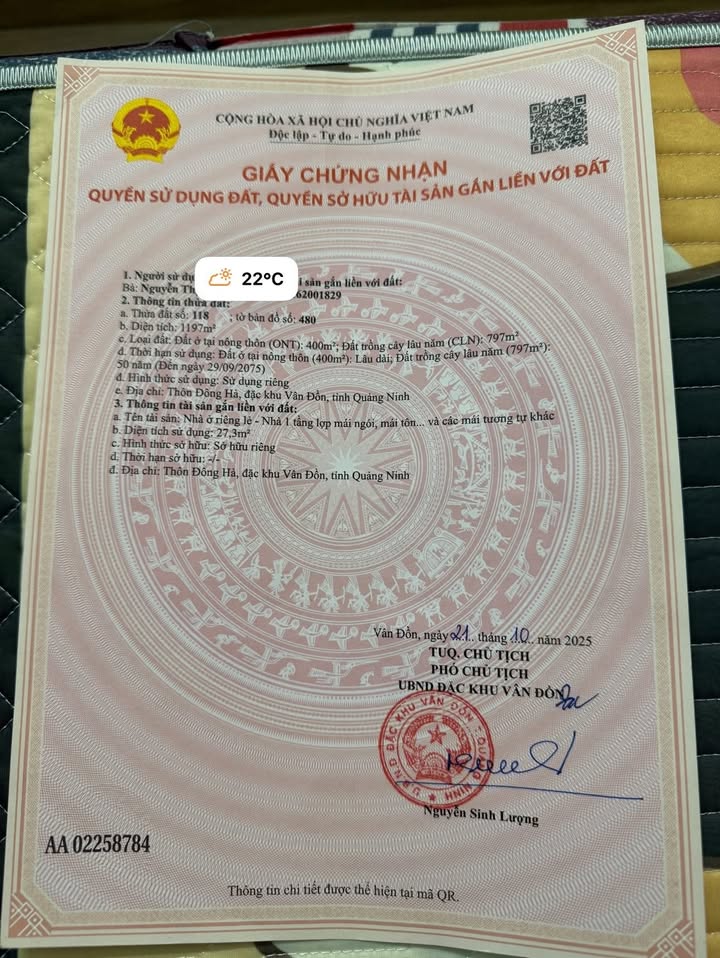 CỘNG HÒA XÃ HỘI CHỦ NGHĨA VIỆT NAM
Độc lập - Tự do - Hạnh phúc
GIẤY CHỨNG NHẬN
QUYỀN SỬ DỤNG ĐẤT, QUYỀN SỞ HỮU TÀI SẢN GẮN LIỀN VỚI ĐẤT
1. Người sử dụ 22°C i sản gắn liền với đất:
Bà: Nguyễn Th 62001829
2. Thông tin thửa đất:
a. Thửa đất số: 118 ; tờ bản đồ số: 480
b. Diện tích: 1197m²
c. Loại đất: Đất ở tại nông thôn (ONT): 400m²; Đất trồng cây lâu năm (CLN): 797m²
d. Thời hạn sử dụng: Đất ở tại nông thôn (400m²): Lâu dài; Đất trồng cây lâu năm (797m²):
50 năm (Đến ngày 29/09/2075)
đ. Hình thức sử dụng: Sử dụng riêng
e. Địa chỉ: Thôn Đông Hà, đặc khu Vân Đồn, tỉnh Quảng Ninh
3. Thông tin tài sản gắn liền với đất:
a. Tên tài sản: Nhà ở riêng lẻ - Nhà 1 tầng lợp mái ngói, mái tôn... và các mái tương tự khác
b. Diện tích sử dụng: 27,3m²
c. Hình thức sở hữu: Sở hữu riêng
d. Thời hạn sở hữu: -/-
đ. Địa chỉ: Thôn Đông Hà, đặc khu Vân Đồn, tỉnh Quảng Ninh
Vân Đồn, ngày 21 tháng 10 năm 2025
TUQ. CHỦ TỊCH
PHÓ CHỦ TỊCH
UBND ĐẶC KHU VÂN ĐỒN
U.B.N.D ĐẶC KHU VÂN ĐỒN T.QUẢNG NINH
Nguyễn Sinh Lượng
AA 02258784
Thông tin chi tiết được thể hiện tại mã QR.